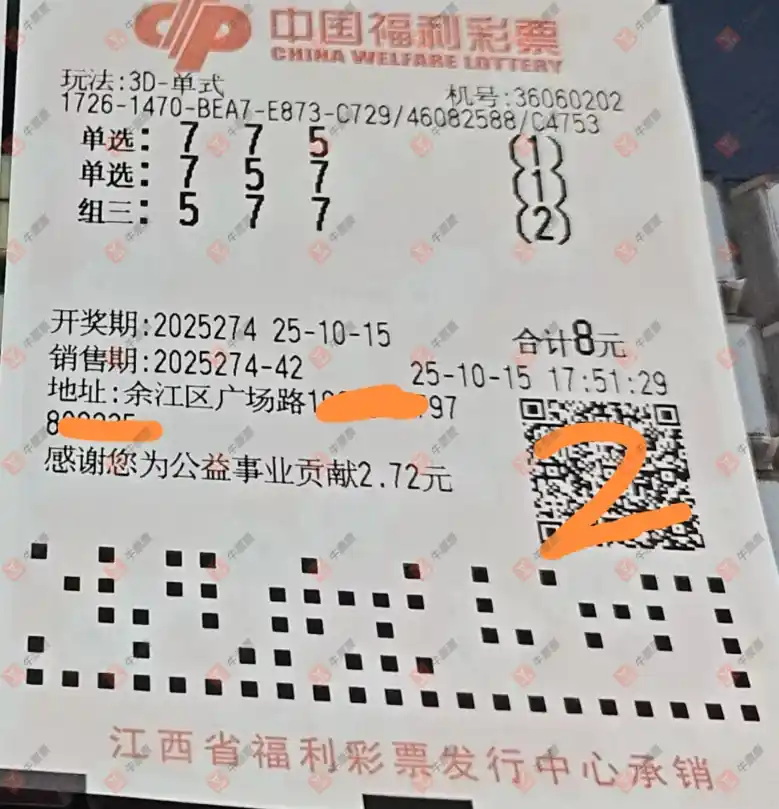 中国福利彩票
CHINA WELFARE LOTTERY
玩法:3D-单式 机号:36060202
1726-1470-BEA7-E873-C729/46082588/C4753
单选: 7 7 5 (1)
单选: 7 5 7 (1)
组三: 5 7 7 (2)
开奖期:2025274 25-10-15 合计8元
销售期:2025274-42 25-10-15 17:51:29
地址:余江区广场路1 797
8
感谢您为公益事业贡献2.72元
2
江西省福利彩票发行中心承销